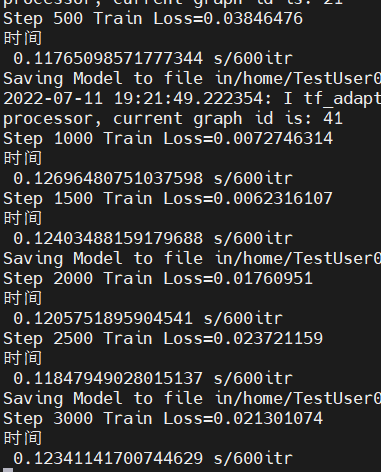 processor, current graph id is: 21
Step 500 Train Loss=0.03846476
时间
0.11765098571777344 s/600itr
Saving Model to file in/home/TestUser0
2022-07-11 19:21:49.222354: I tf_adapt
processor, current graph id is: 41
Step 1000 Train Loss=0.0072746314
时间
0.12696480751037598 s/600itr
Step 1500 Train Loss=0.0062316107
时间
0.12403488159179688 s/600itr
Saving Model to file in/home/TestUser0
Step 2000 Train Loss=0.01760951
时间
0.1205751895904541 s/600itr
Step 2500 Train Loss=0.023721159
时间
0.11847949028015137 s/600itr
Saving Model to file in/home/TestUser0
Step 3000 Train Loss=0.021301074
时间
0.12341141700744629 s/600itr